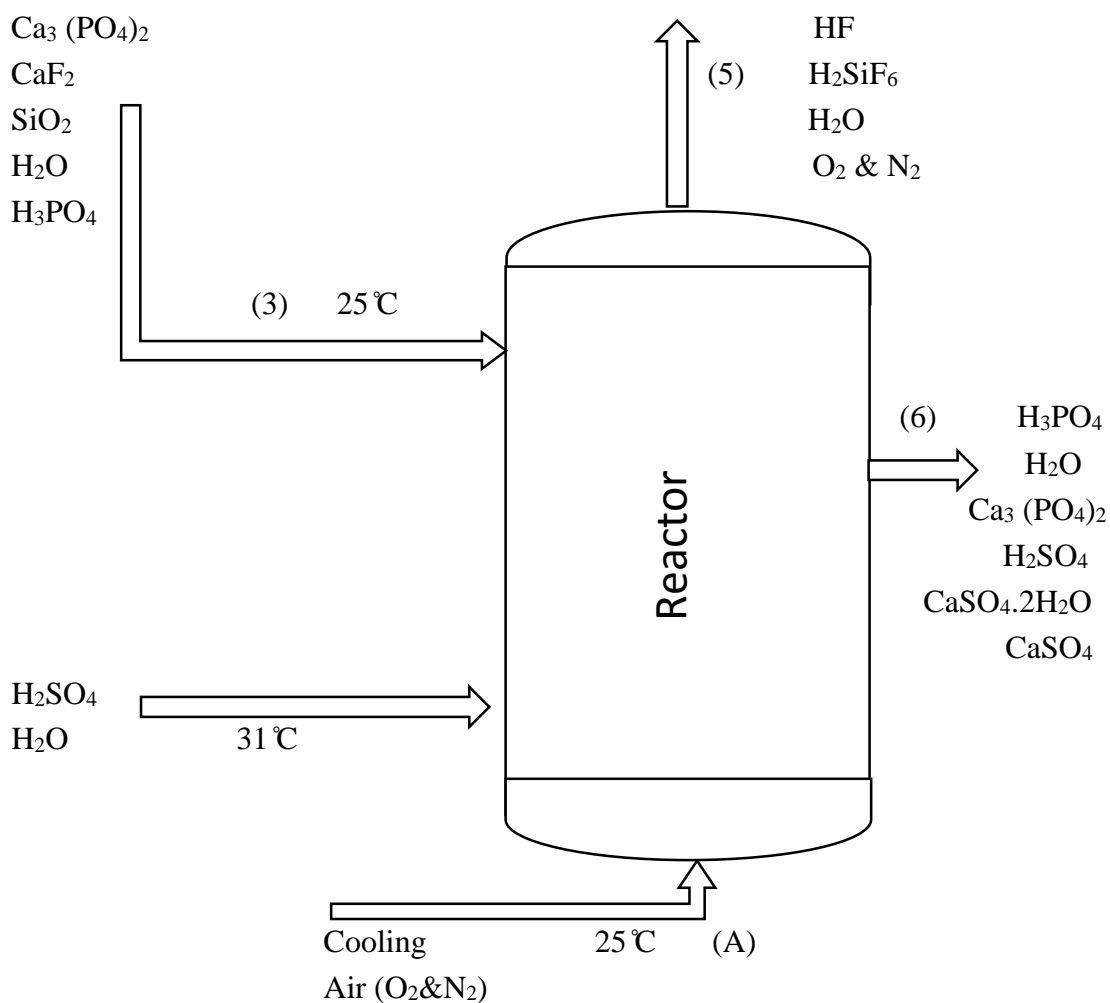 Ca₃ (PO₄)₂
CaF₂
SiO₂
H₂O
H₃PO₄
(5)
HF
H₂SiF₆
H₂O
O₂ & N₂
(3) 25℃
(6)
H₃PO₄
H₂O
Ca₃ (PO₄)₂
H₂SO₄
CaSO₄.2H₂O
CaSO₄
Reactor
H₂SO₄
H₂O
31℃
Cooling 25℃ (A)
Air (O₂&N₂)